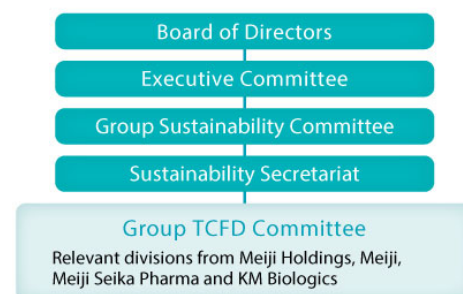 Board of Directors
Executive Committee
Group Sustainability Committee
Sustainability Secretariat
Group TCFD Committee
Relevant divisions from Meiji Holdings, Meiji,
Meiji Seika Pharma and KM Biologics